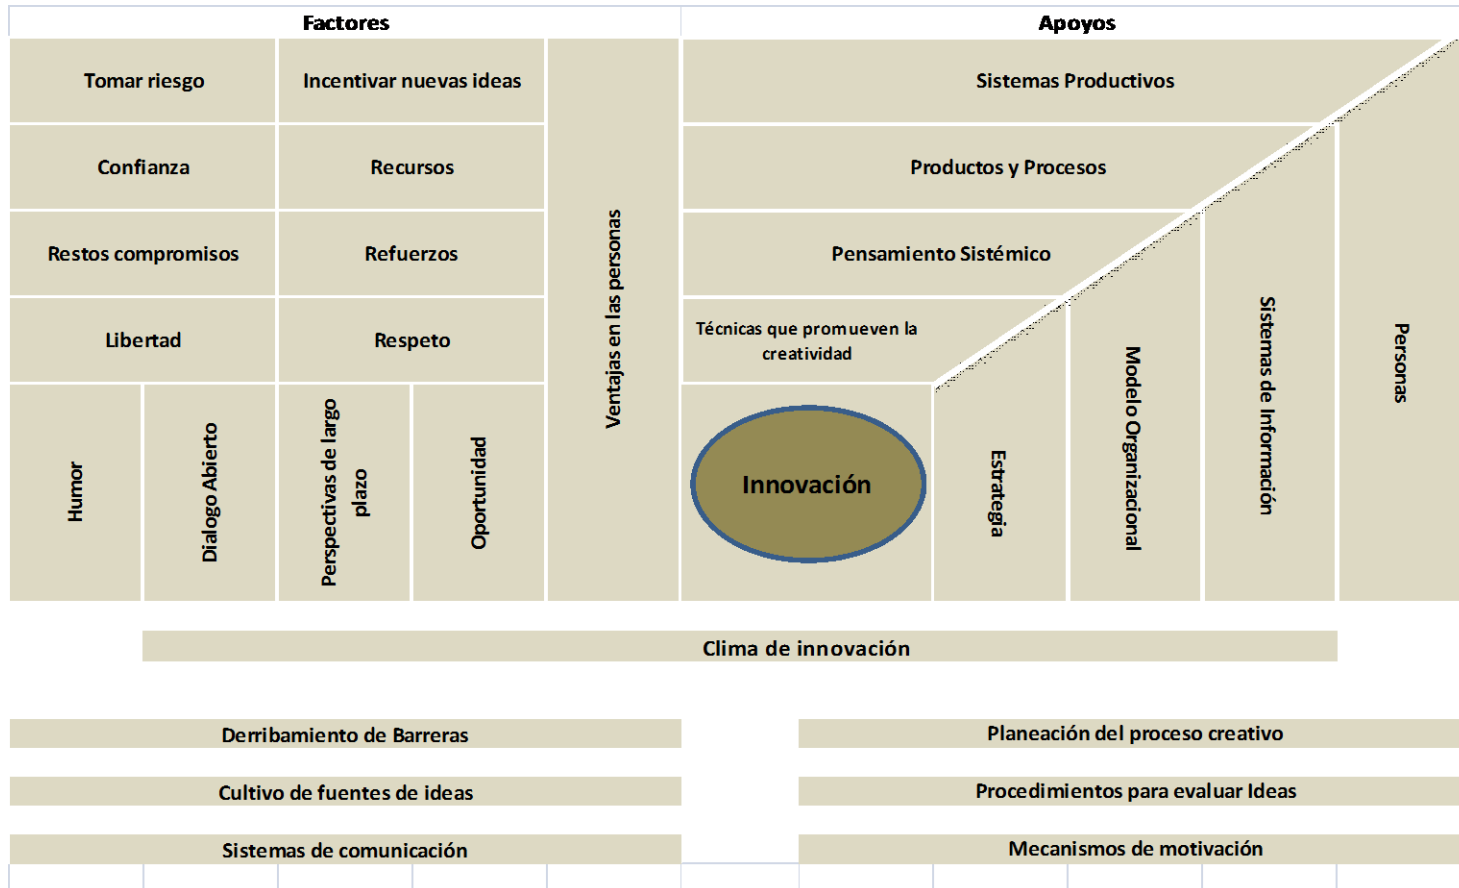 Factores
Apoyos
Tomar riesgo
Incentivar nuevas ideas
Sistemas Productivos
Confianza
Recursos
Productos y Procesos
Restos compromisos
Refuerzos
Pensamiento Sistémico
Libertad
Respeto
Técnicas que promueven la
creatividad
Ventajas en las personas
Humor
Dialogo Abierto
Perspectivas de largo
plazo
Oportunidad
Innovación
Estrategia
Modelo Organizacional
Sistemas de Información
Personas
Clima de innovación
Derribamiento de Barreras
Planeación del proceso creativo
Cultivo de fuentes de ideas
Procedimientos para evaluar Ideas
Sistemas de comunicación
Mecanismos de motivación